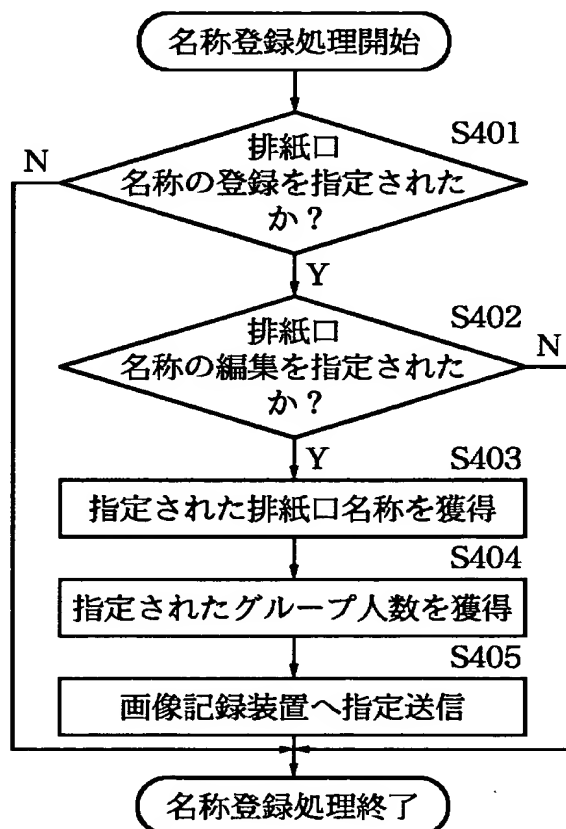 名称登録処理開始
S401
N
排紙口
名称の登録を指定された
か?
Y
S402
排紙口
名称の編集を指定された
か?
N
Y
S403
指定された排紙口名称を獲得
S404
指定されたグループ人数を獲得
S405
画像記録装置へ指定送信
名称登録処理終了